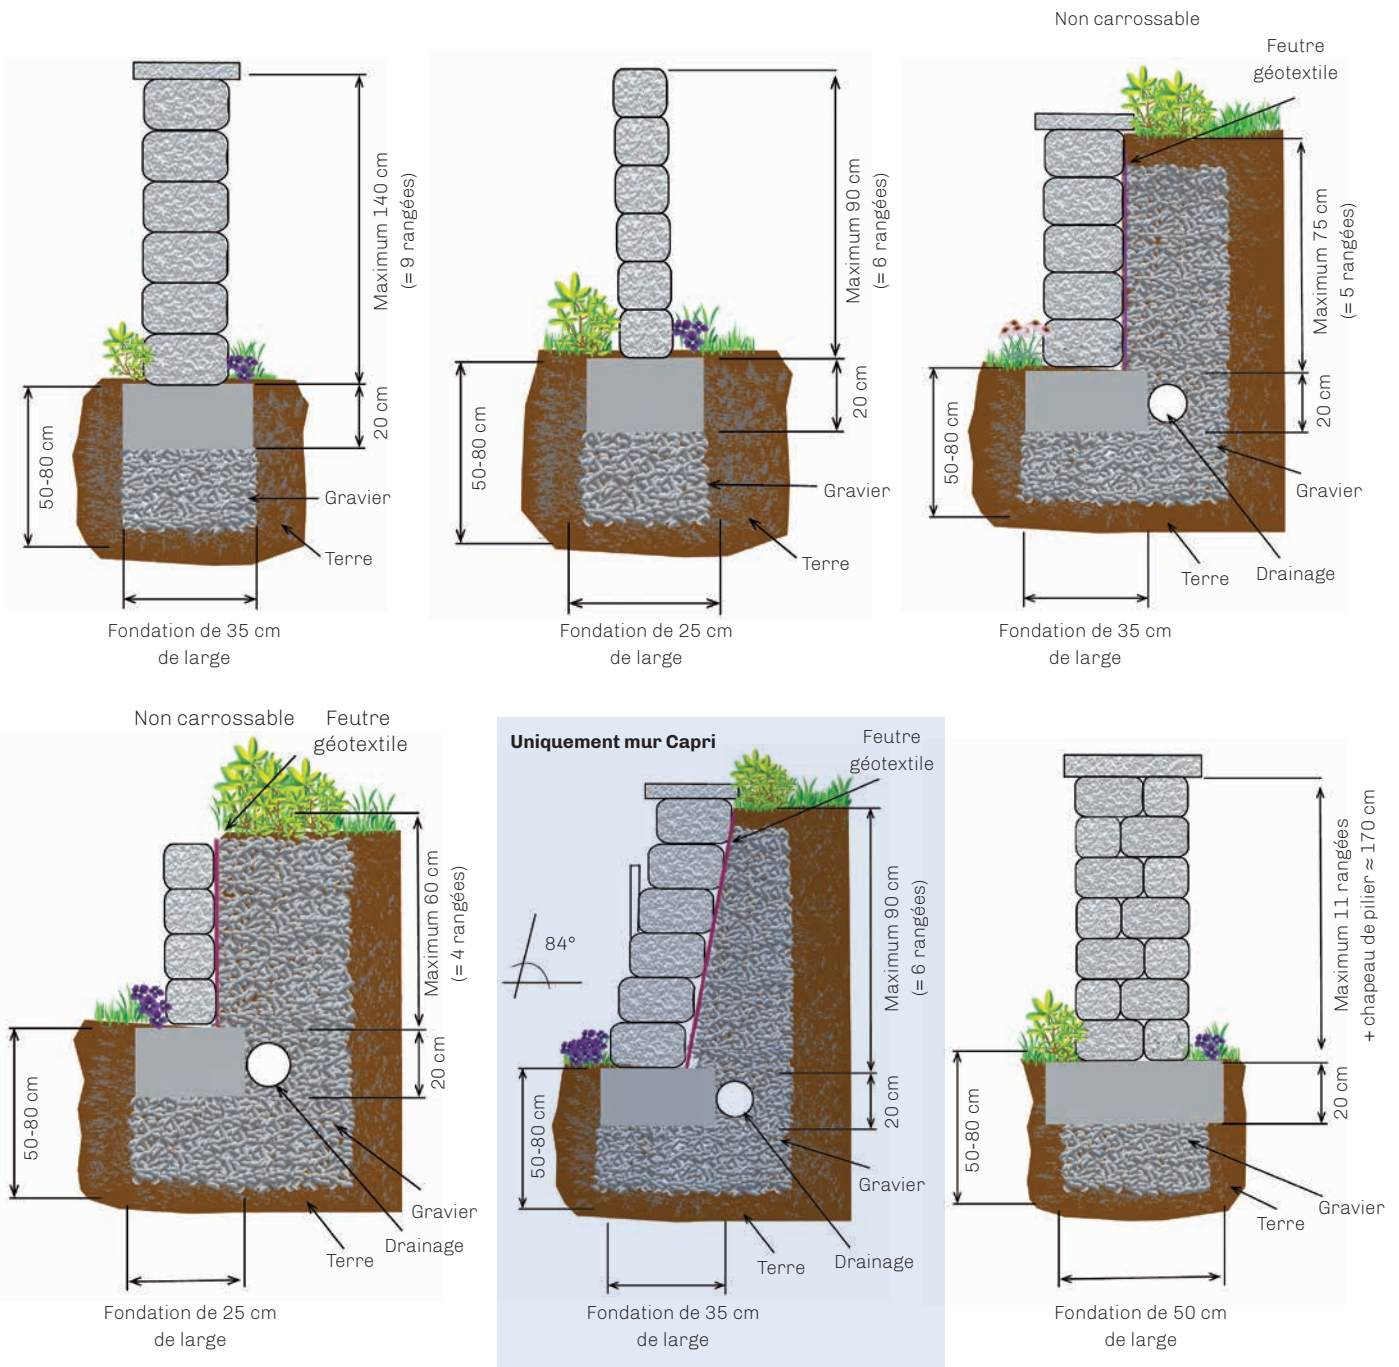 Maximum 140 cm
(= 9 rangées)
20 cm
50-80 cm
Gravier
Terre
Fondation de 35 cm
de large
Maximum 90 cm
(= 6 rangées)
20 cm
50-80 cm
Gravier
Terre
Fondation de 25 cm
de large
Non carrossable
Feutre
géotextile
Maximum 75 cm
(= 5 rangées)
20 cm
50-80 cm
Gravier
Terre
Drainage
Fondation de 35 cm
de large
Non carrossable
Feutre
géotextile
Maximum 60 cm
(= 4 rangées)
20 cm
50-80 cm
Gravier
Drainage
Terre
Fondation de 25 cm
de large
Uniquement mur Capri
Feutre
géotextile
84°
Maximum 90 cm
(= 6 rangées)
20 cm
50-80 cm
Gravier
Drainage
Terre
Fondation de 35 cm
de large
Maximum 11 rangées
+ chapeau de pilier ≈ 170 cm
20 cm
50-80 cm
Gravier
Terre
Fondation de 50 cm
de large